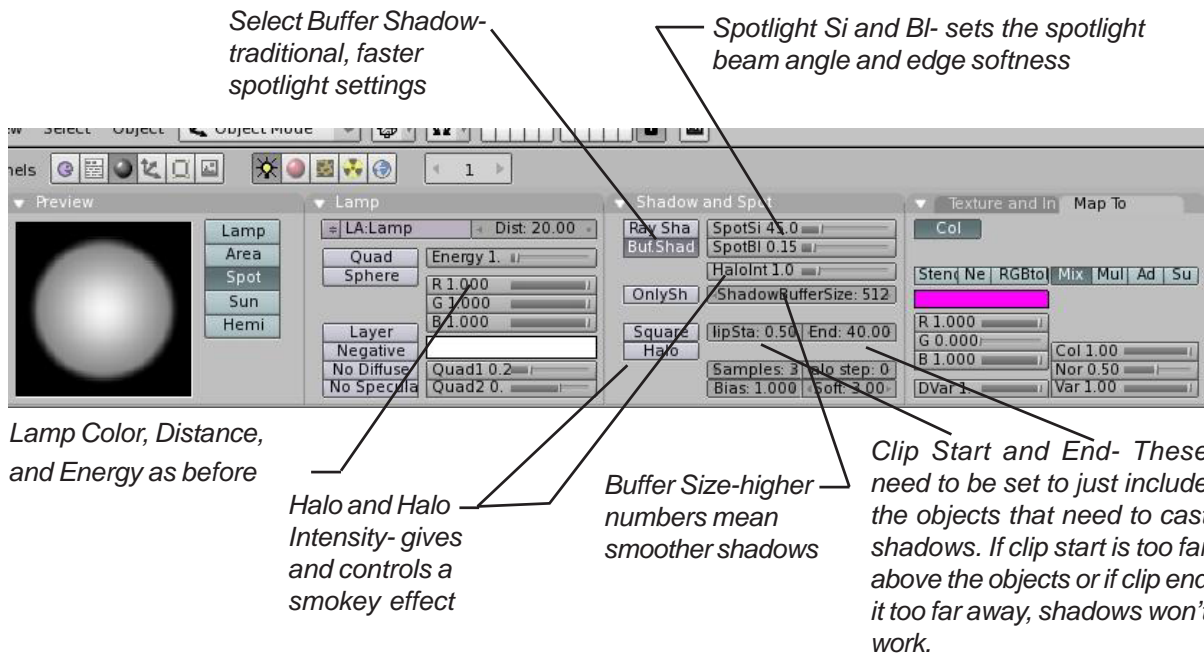 Select Buffer Shadow-
traditional, faster
spotlight settings
Spotlight Si and Bl- sets the spotlight
beam angle and edge softness
ew Select Object Object Mode
nels 1
Preview
Lamp
Area
Spot
Sun
Hemi
Lamp
LA:Lamp Dist: 20.00
Quad Energy 1.
Sphere
R 1.000
G 1.000
B 1.000
Layer
Negative
No Diffuse Quad1 0.2
No Specula Quad2 0.
Shadow and Spot
Ray Sha SpotSi 45.0
Buf.Shad SpotBl 0.15
HaloInt 1.0
OnlySh ShadowBufferSize: 512
Square lipSta: 0.50 End: 40.00
Halo
Samples: 3 alo step: 0
Bias: 1.000 Soft: 3.00
Texture and In Map To
Col
Stenc Ne RGBtoI Mix Mul Ad Su
R 1.000
G 0.000
B 1.000 Col 1.00
Nor 0.50
DVar 1. Var 1.00
Lamp Color, Distance,
and Energy as before
Halo and Halo
Intensity- gives
and controls a
smokey effect
Buffer Size-higher
numbers mean
smoother shadows
Clip Start and End- These
need to be set to just include
the objects that need to cast
shadows. If clip start is too far
above the objects or if clip end
it too far away, shadows won't
work.